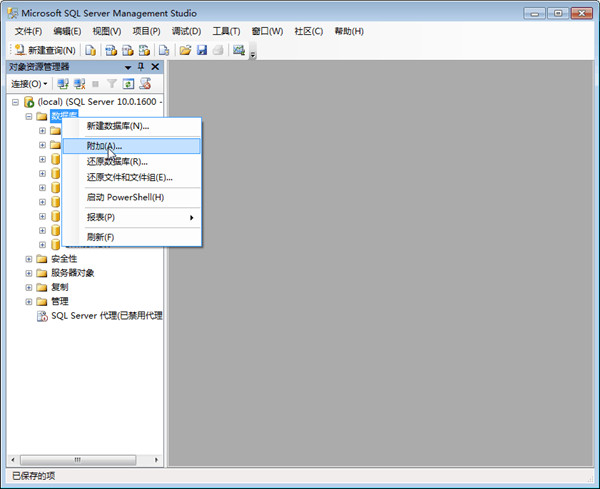 Microsoft SQL Server Management Studio
文件(F) 编辑(E) 视图(V) 项目(P) 调试(D) 工具(T) 窗口(W) 社区(C) 帮助(H)
新建查询(N)
对象资源管理器
连接(O)
(local) (SQL Server 10.0.1600 -
数据库
新建数据库(N)...
附加(A)...
还原数据库(R)...
还原文件和文件组(E)...
启动 PowerShell(H)
报表(P)
刷新(F)
安全性
服务器对象
复制
管理
SQL Server 代理(已禁用代理
已保存的项